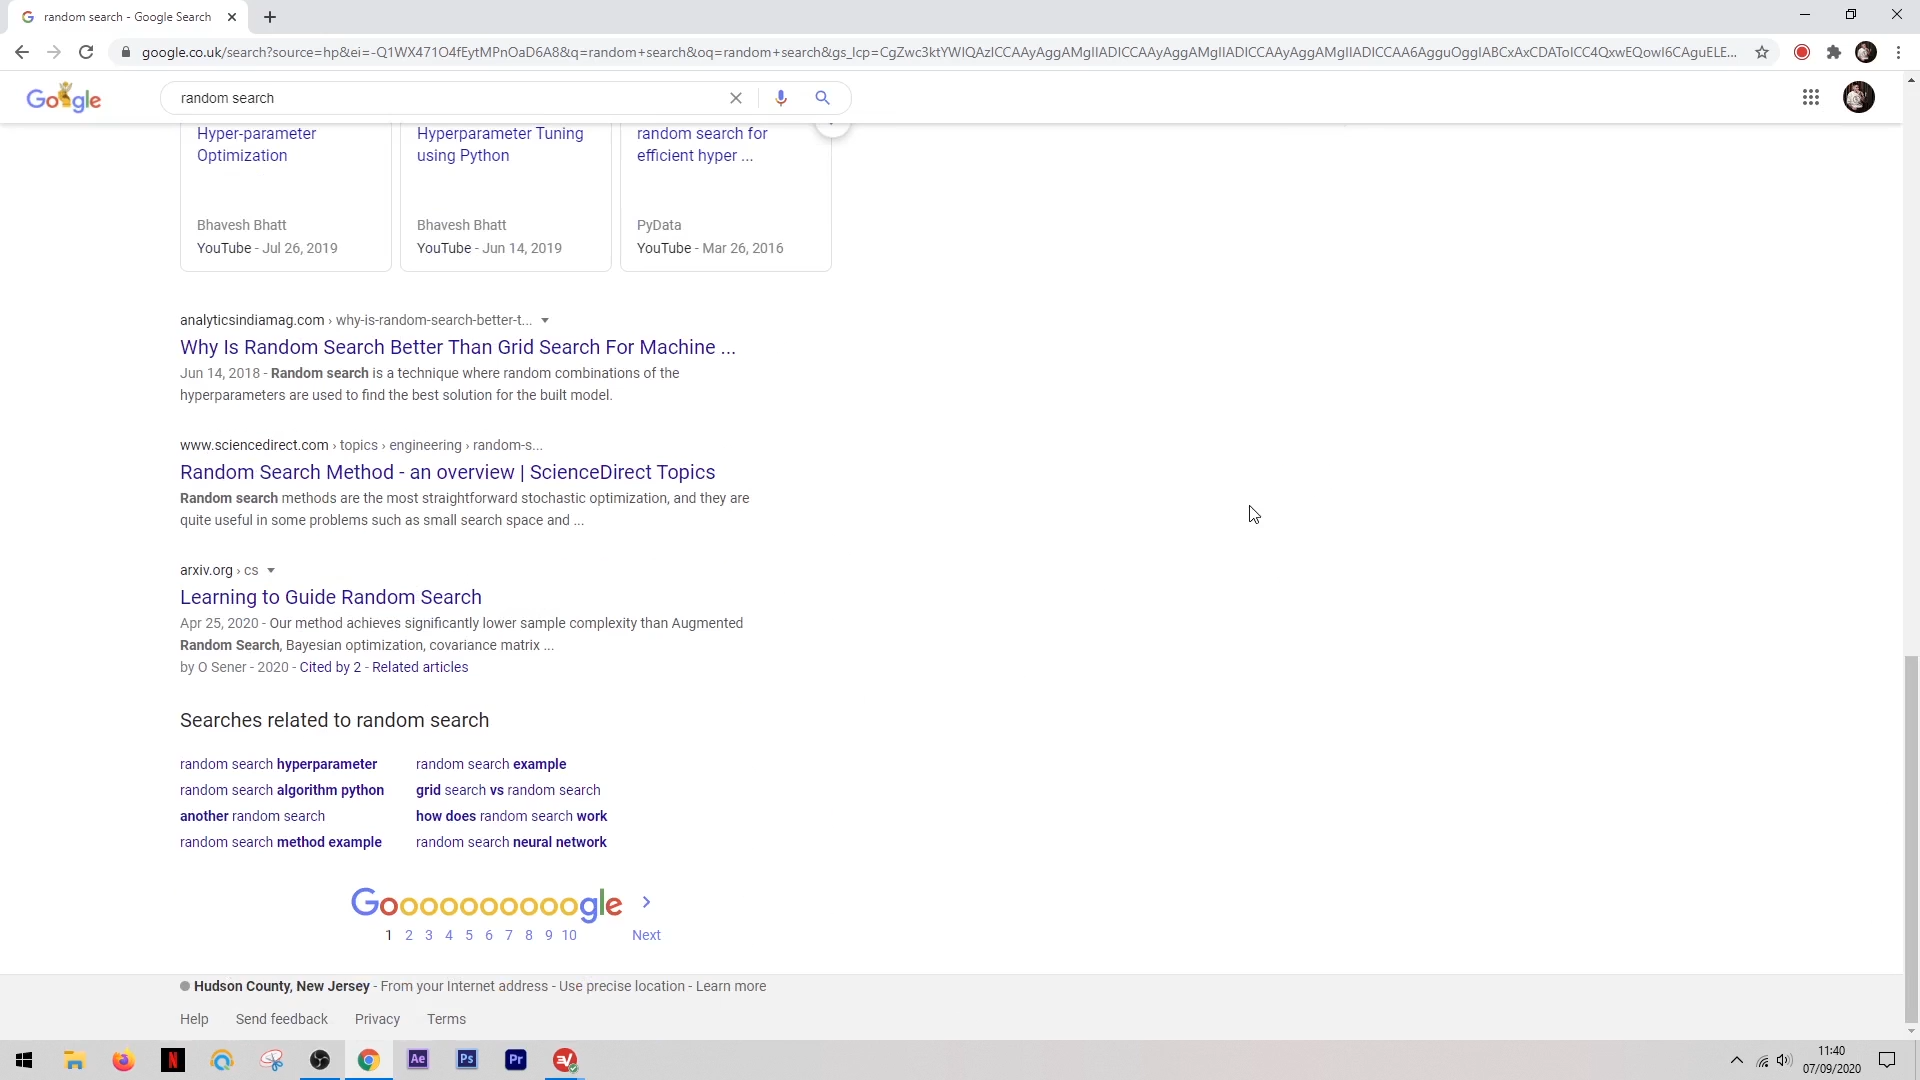 random search - Google Search
google.co.uk/search?source=hp&ei=-Q1WX471O4fEytMPnOaD6A8&q=random+search&oq=random+search&gs_lcp=CgZwc3ktYWIQAzICCAAyAggAMgIIADICCAAyAggAMgIIADICCAAyAggAMgIIADICCAA6AgguOggIABCxAxCDAToICC4QxwEQowI6CAguELE...
Google
random search
Hyper-parameter
Optimization
Bhavesh Bhatt
YouTube - Jul 26, 2019
Hyperparameter Tuning
using Python
Bhavesh Bhatt
YouTube - Jun 14, 2019
random search for
efficient hyper ...
PyData
YouTube - Mar 26, 2016
analyticsindiamag.com › why-is-random-search-better-t...
Why Is Random Search Better Than Grid Search For Machine ...
Jun 14, 2018 - Random search is a technique where random combinations of the
hyperparameters are used to find the best solution for the built model.
www.sciencedirect.com › topics › engineering › random-s...
Random Search Method - an overview | ScienceDirect Topics
Random search methods are the most straightforward stochastic optimization, and they are
quite useful in some problems such as small search space and ...
arxiv.org › cs
Learning to Guide Random Search
Apr 25, 2020 - Our method achieves significantly lower sample complexity than Augmented
Random Search, Bayesian optimization, covariance matrix ...
by O Sener - 2020 - Cited by 2 - Related articles
Searches related to random search
random search hyperparameter
random search algorithm python
another random search
random search method example
random search example
grid search vs random search
how does random search work
random search neural network
Goooooooooogle
1 2 3 4 5 6 7 8 9 10 Next
Hudson County, New Jersey - From your Internet address - Use precise location - Learn more
Help Send feedback Privacy Terms
N
Ae
Ps
Pr
11:40
07/09/2020